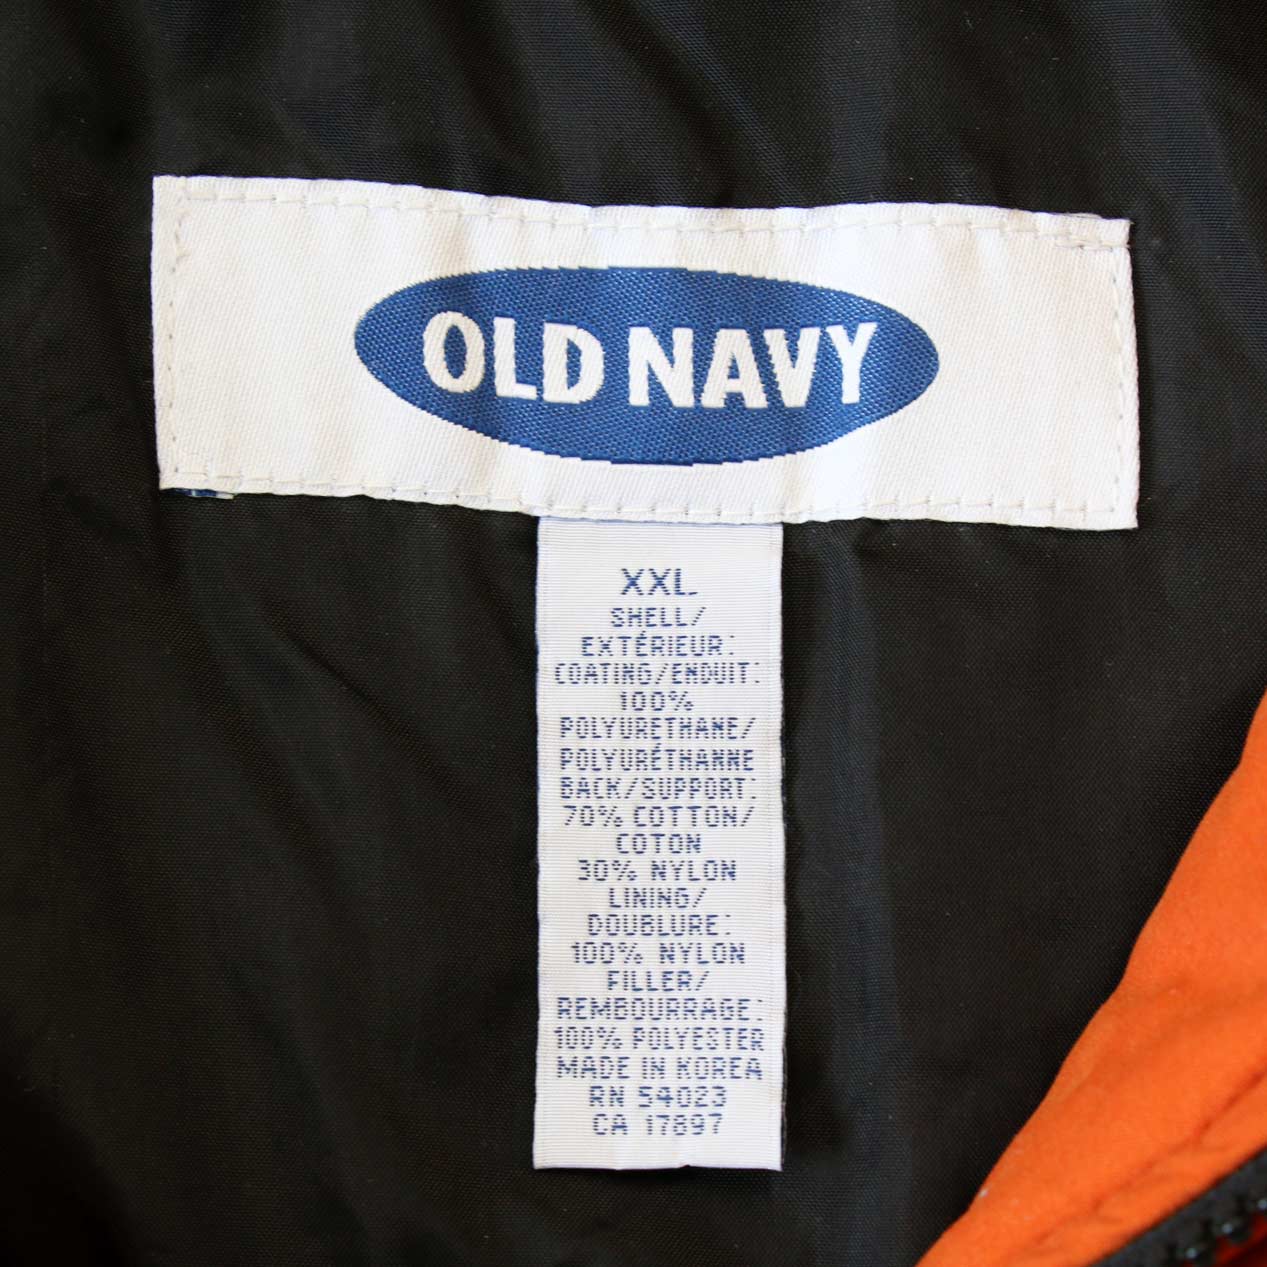 OLD NAVY
XXL
SHELL/
EXTÉRIEUR:
COATING/ENDUIT:
100%
POLYURETHANE/
POLYURÉTHANNE
BACK/SUPPORT:
70% COTTON/
COTON
30% NYLON
LINING/
DOUBLURE:
100% NYLON
FILLER/
REMBOURRAGE:
100% POLYESTER
MADE IN KOREA
RN 54023
CA 17897